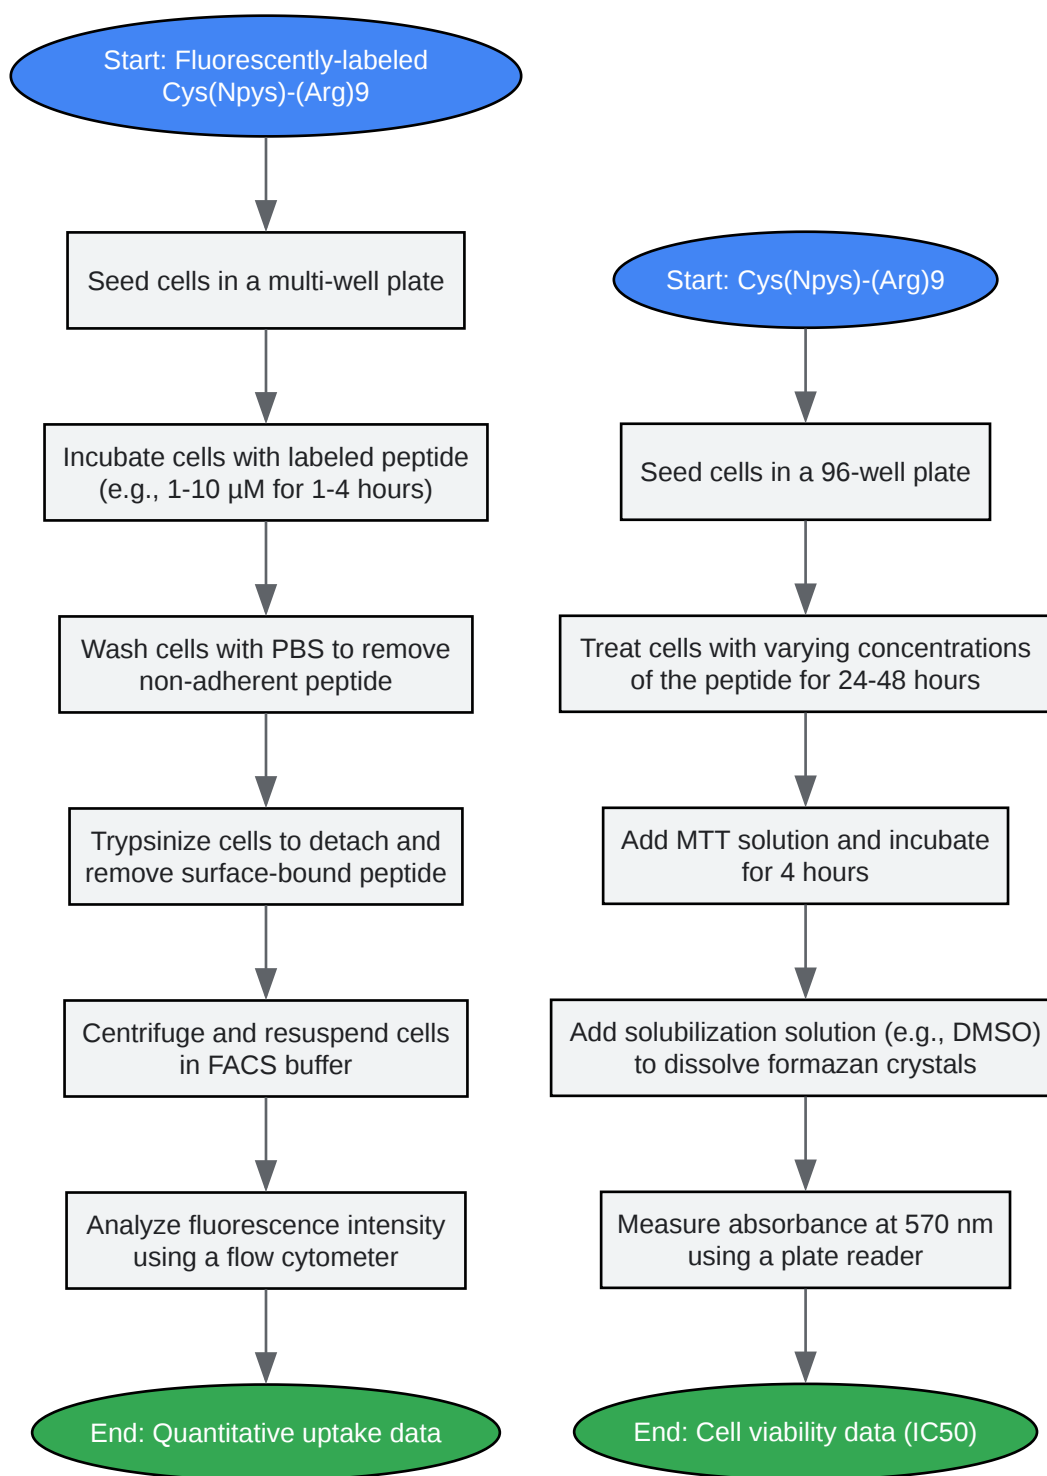 Start: Fluorescently-labeled
Cys(Npys)-(Arg)9
Seed cells in a multi-well plate
Incubate cells with labeled peptide
(e.g., 1-10 µM for 1-4 hours)
Wash cells with PBS to remove
non-adherent peptide
Trypsinize cells to detach and
remove surface-bound peptide
Centrifuge and resuspend cells
in FACS buffer
Analyze fluorescence intensity
using a flow cytometer
End: Quantitative uptake data
Start: Cys(Npys)-(Arg)9
Seed cells in a 96-well plate
Treat cells with varying concentrations
of the peptide for 24-48 hours
Add MTT solution and incubate
for 4 hours
Add solubilization solution (e.g., DMSO)
to dissolve formazan crystals
Measure absorbance at 570 nm
using a plate reader
End: Cell viability data (IC50)